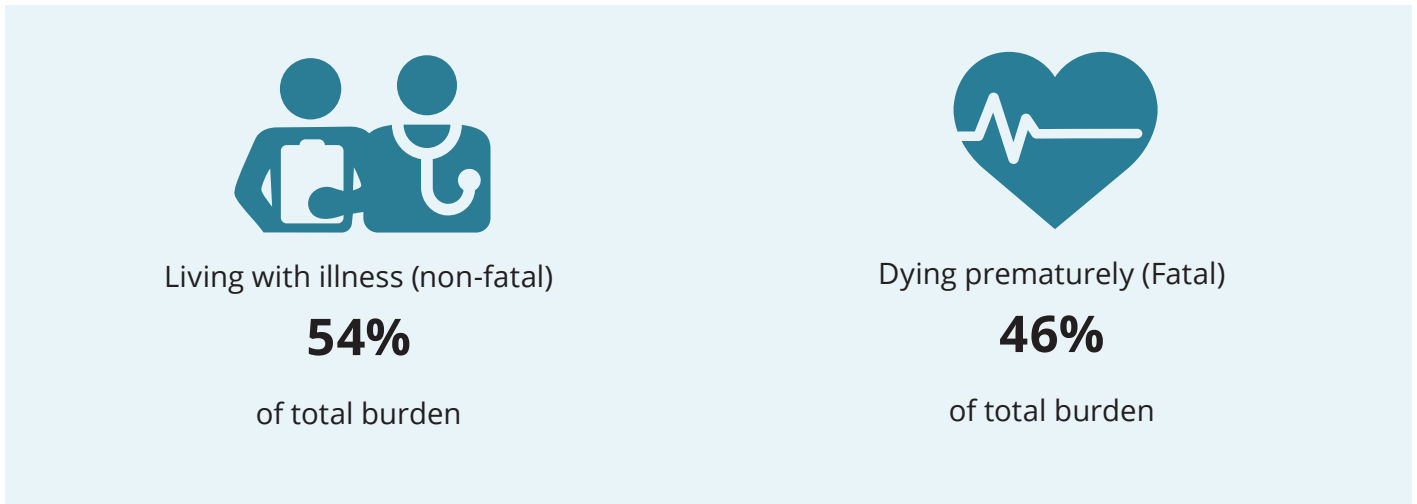 Living with illness (non-fatal)
54%
of total burden
Dying prematurely (Fatal)
46%
of total burden